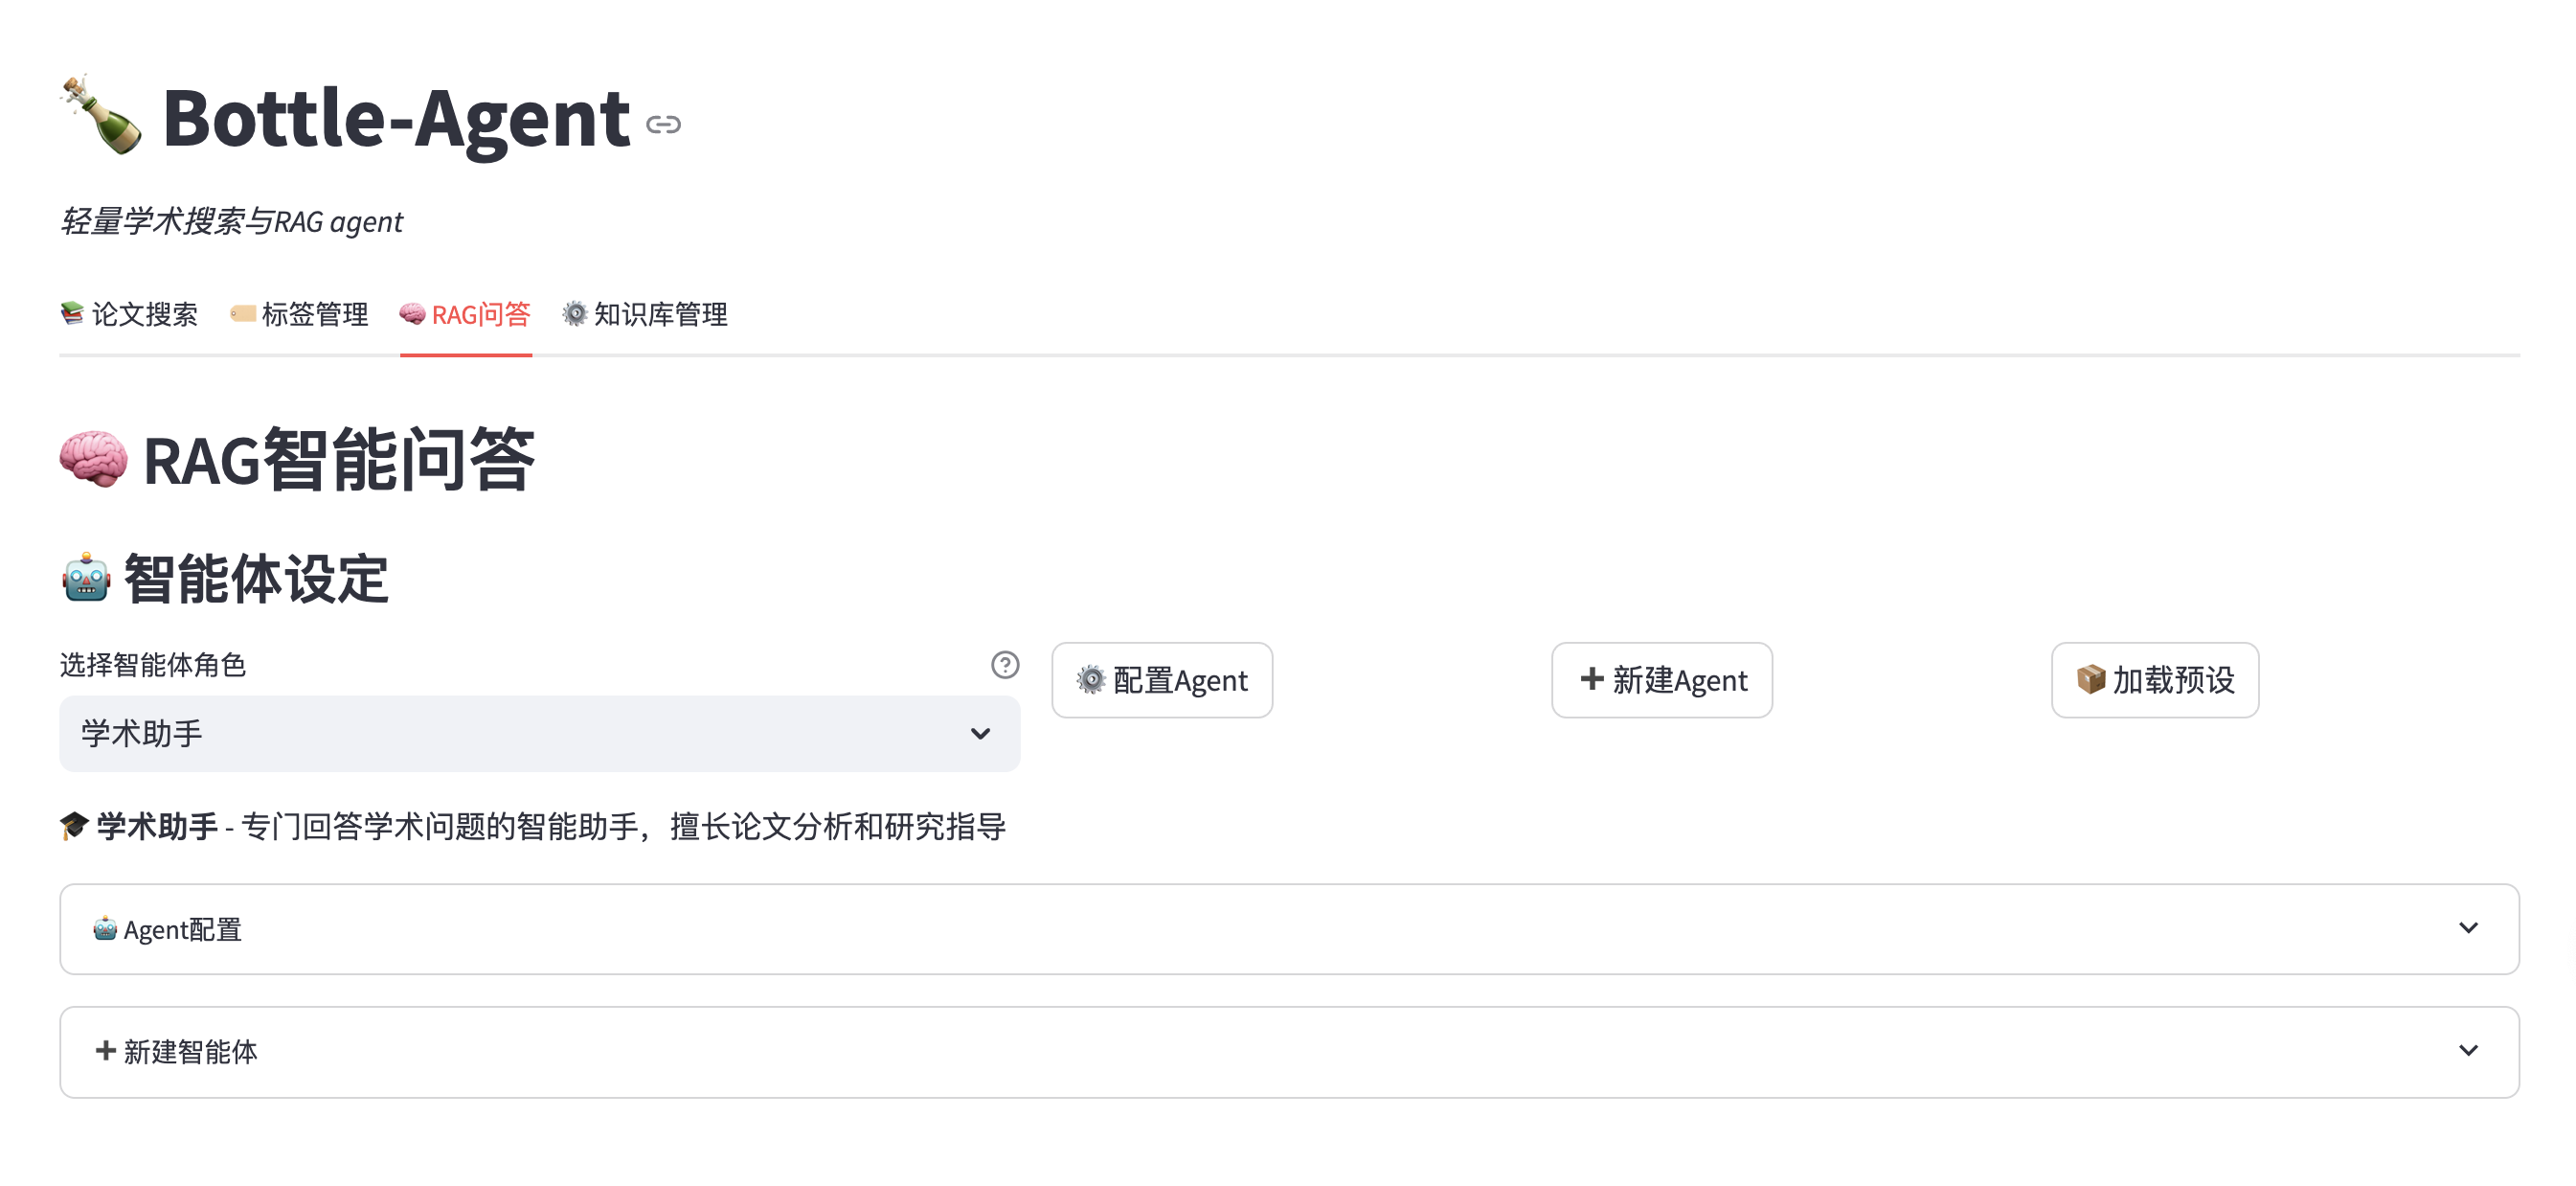 Bottle-Agent
轻量学术搜索与RAG agent
论文搜索 标签管理 RAG问答 知识库管理
RAG智能问答
智能体设定
选择智能体角色
配置Agent 新建Agent 加载预设
学术助手
学术助手 - 专门回答学术问题的智能助手，擅长论文分析和研究指导
Agent配置
新建智能体